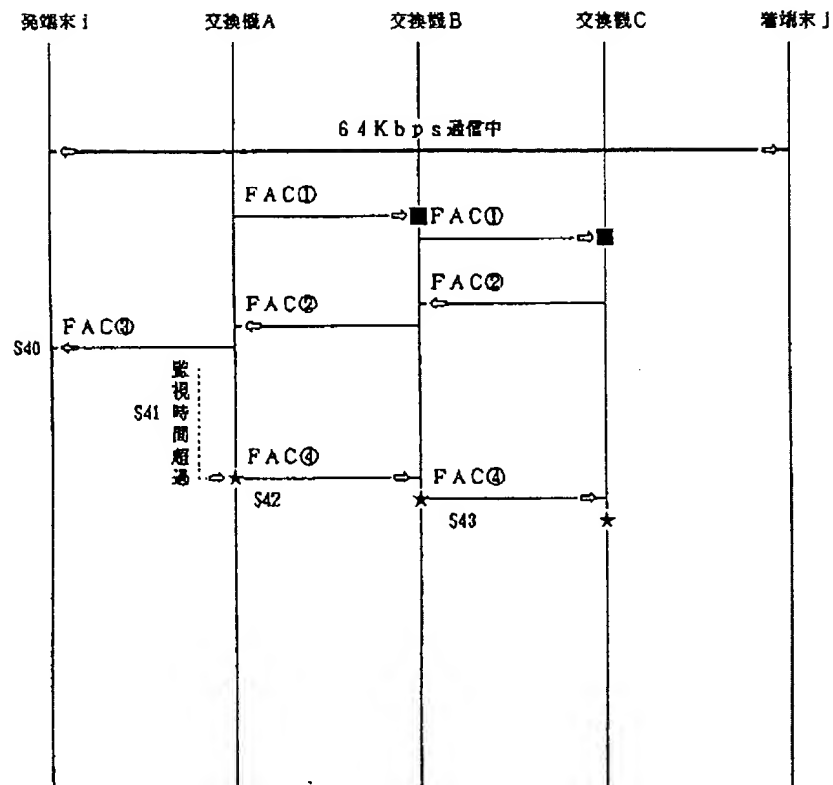 発端末i 交換機A 交換機B 交換機C 着端末j
64Kbps通信中
FAC①
FAC①
FAC②
FAC②
FAC③
S40
監視時間超過
S41
FAC④
FAC④
S42
S43